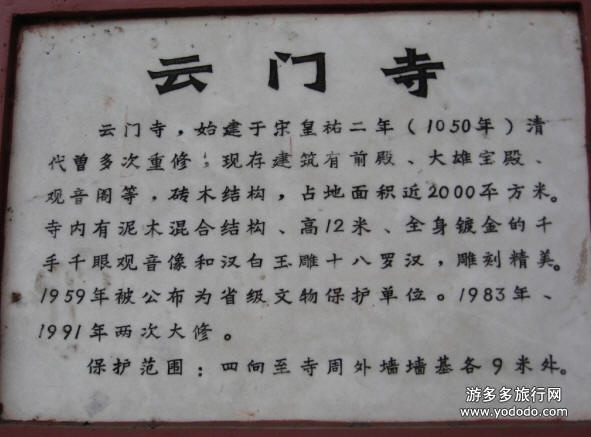 云门寺
云门寺，始建于宋皇祐二年（1050年）清
代曾多次重修；现存建筑有前殿、大雄宝殿、
观音阁等，砖木结构，占地面积近2000平方米。
寺内有泥木混合结构、高12米、全身镀金的千
手千眼观音像和汉白玉雕十八罗汉，雕刻精美。
1959年被公布为省级文物保护单位。1983年、
1991年两次大修。
保护范围：四向至寺周外墙墙基各9米外。
游多多旅行网
www.yododo.com